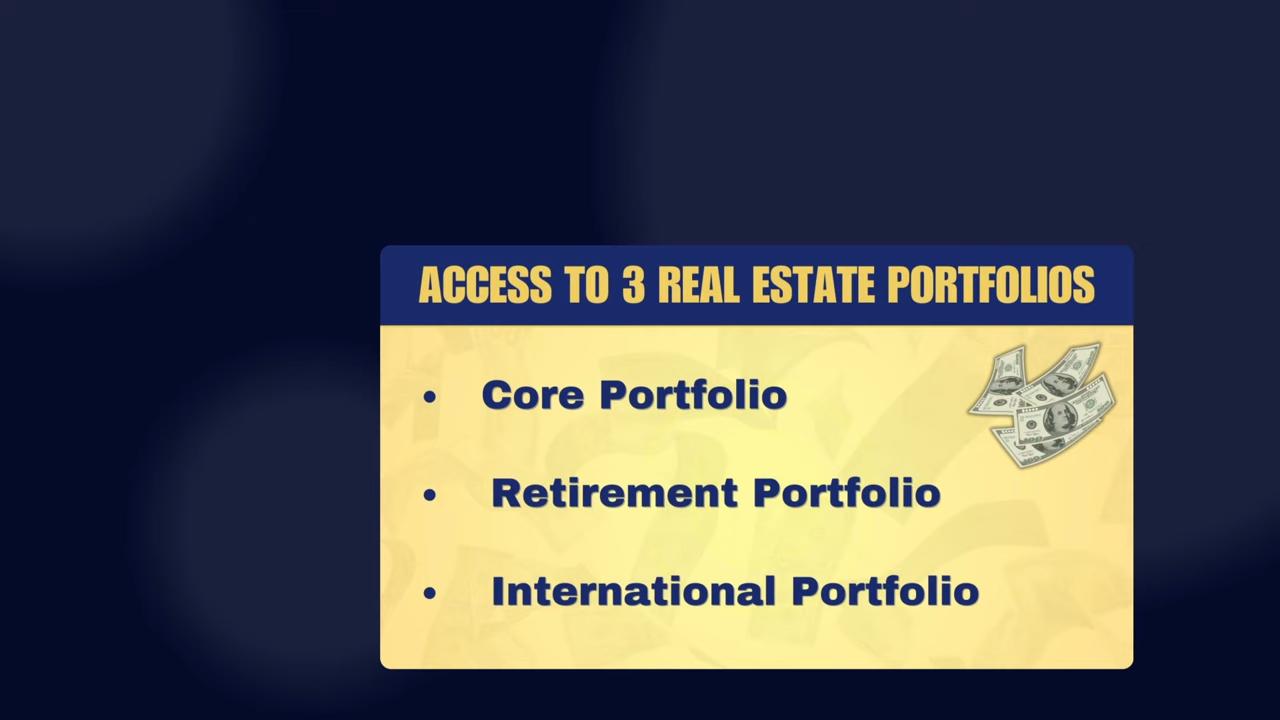 ACCESS TO 3 REAL ESTATE PORTFOLIOS
• Core Portfolio
• Retirement Portfolio
• International Portfolio